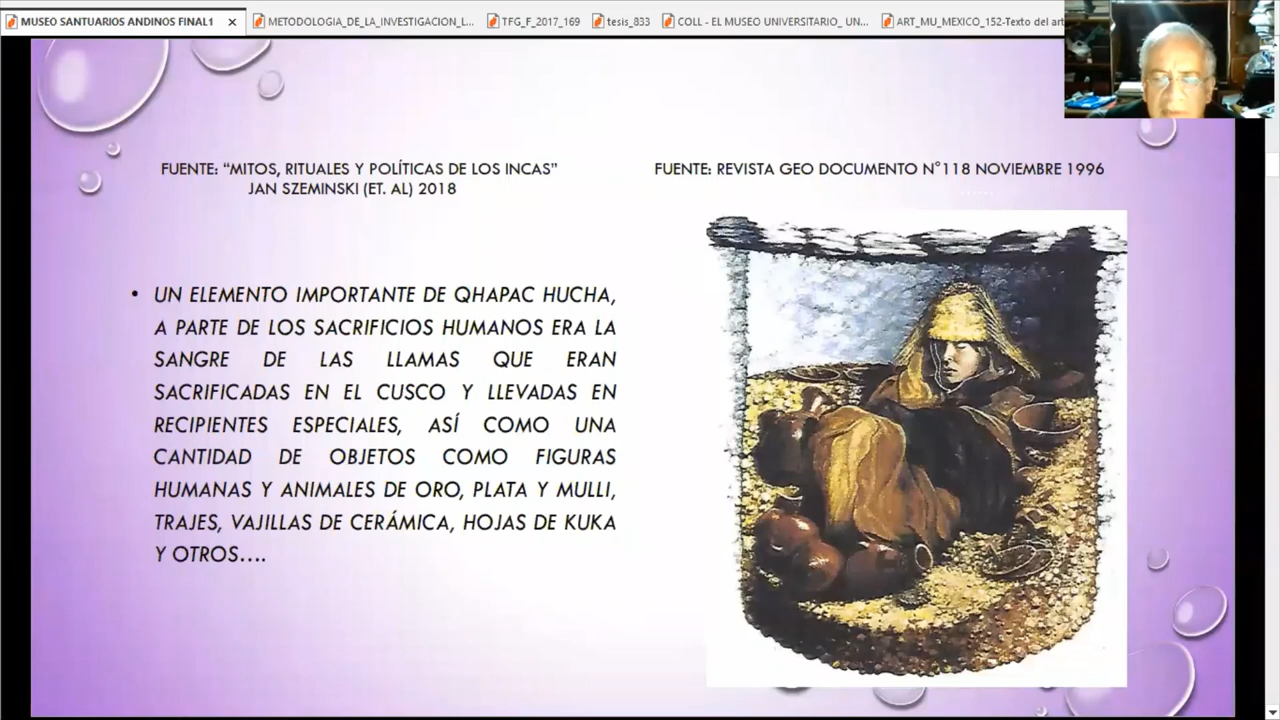 MUSEO SANTUARIOS ANDINOS FINAL1
METODOLOGIA_DE_LA_INVESTIGACION_L...
TFG_F_2017_169
tesis_833
COLL - EL MUSEO UNIVERSITARIO_ UN...
ART_MU_MEXICO_152-Texto del art
FUENTE: “MITOS, RITUALES Y POLÍTICAS DE LOS INCAS”
JAN SZEMINSKI (ET. AL) 2018
FUENTE: REVISTA GEO DOCUMENTO N°118 NOVIEMBRE 1996
• UN ELEMENTO IMPORTANTE DE QHAPAC HUCHA,
A PARTE DE LOS SACRIFICIOS HUMANOS ERA LA
SANGRE DE LAS LLAMAS QUE ERAN
SACRIFICADAS EN EL CUSCO Y LLEVADAS EN
RECIPIENTES ESPECIALES, ASÍ COMO UNA
CANTIDAD DE OBJETOS COMO FIGURAS
HUMANAS Y ANIMALES DE ORO, PLATA Y MULLI,
TRAJES, VAJILLAS DE CERÁMICA, HOJAS DE KUKA
Y OTROS....